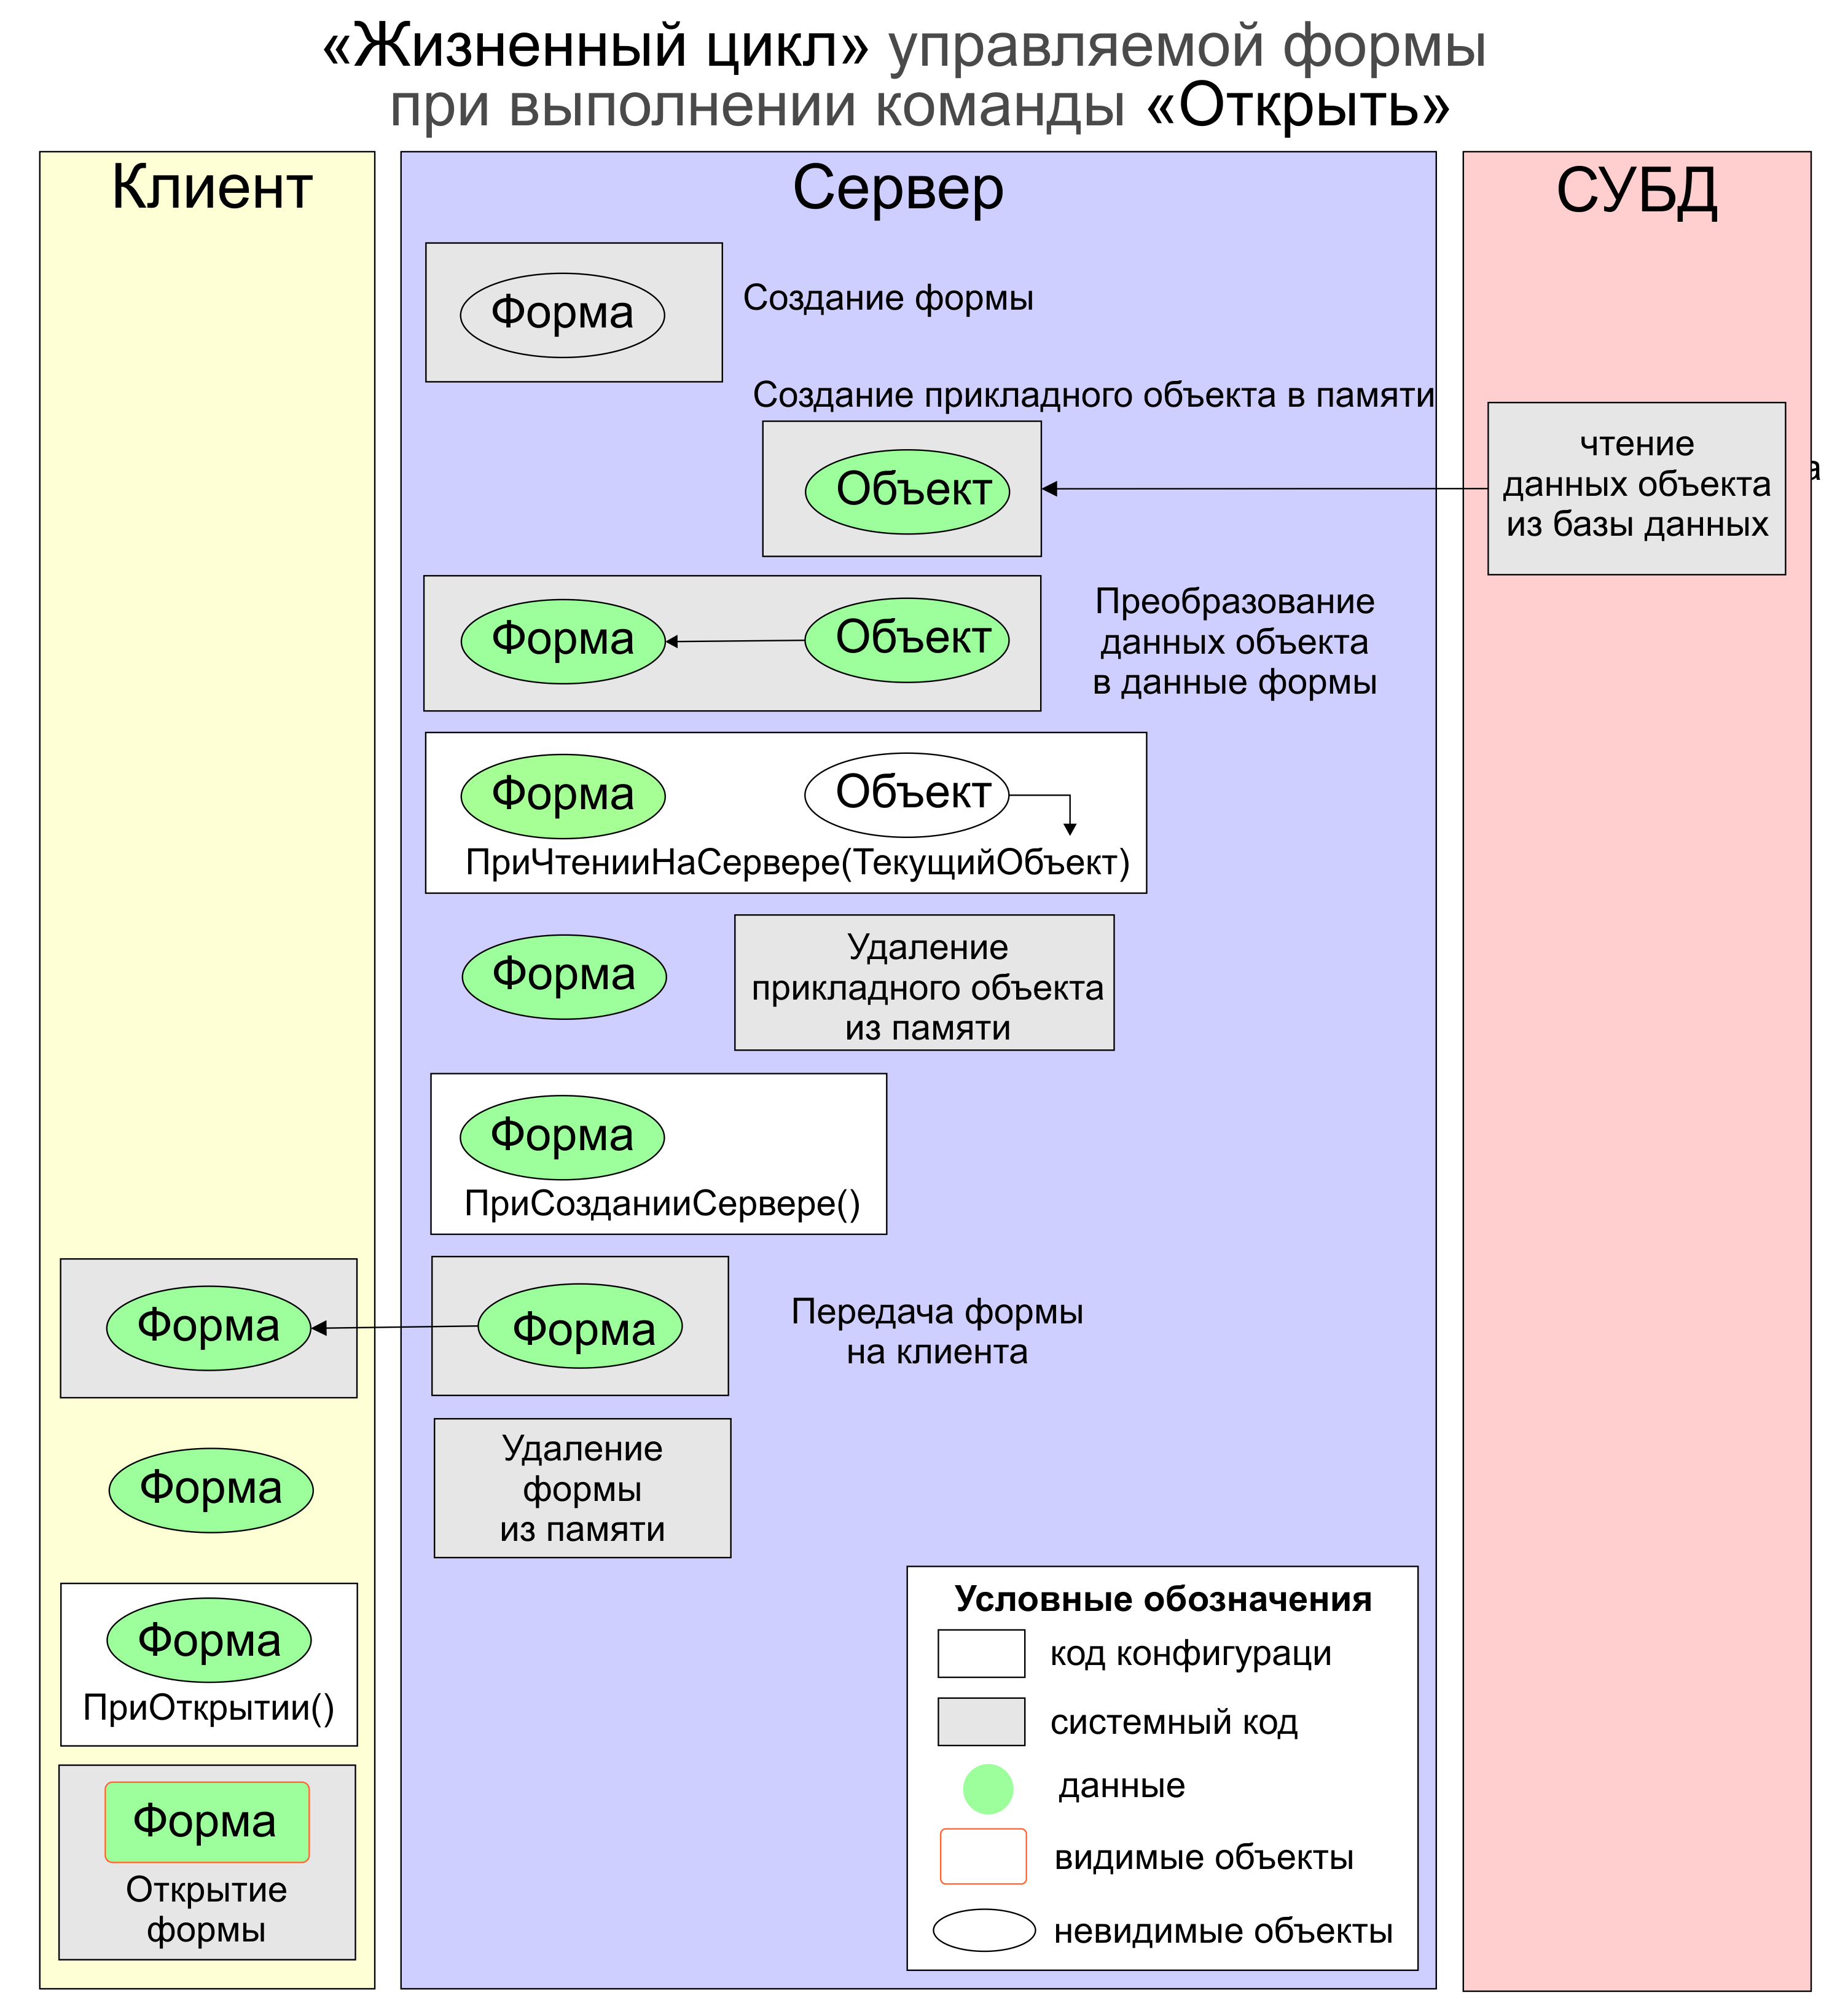 «Жизненный цикл» управляемой формы
при выполнении команды «Открыть»
Клиент
Сервер
СУБД
Форма
Создание формы
Создание прикладного объекта в памяти
Объект
чтение
данных объекта
из базы данных
а
Форма
Объект
Преобразование
данных объекта
в данные формы
Форма
Объект
ПриЧтенииНаСервере(ТекущийОбъект)
Форма
Удаление
прикладного объекта
из памяти
Форма
ПриСозданииСервере()
Форма
Форма
Передача формы
на клиента
Форма
Удаление
формы
из памяти
Форма
ПриОткрытии()
Форма
Открытие
формы
Условные обозначения
код конфигураци
системный код
данные
видимые объекты
невидимые объекты